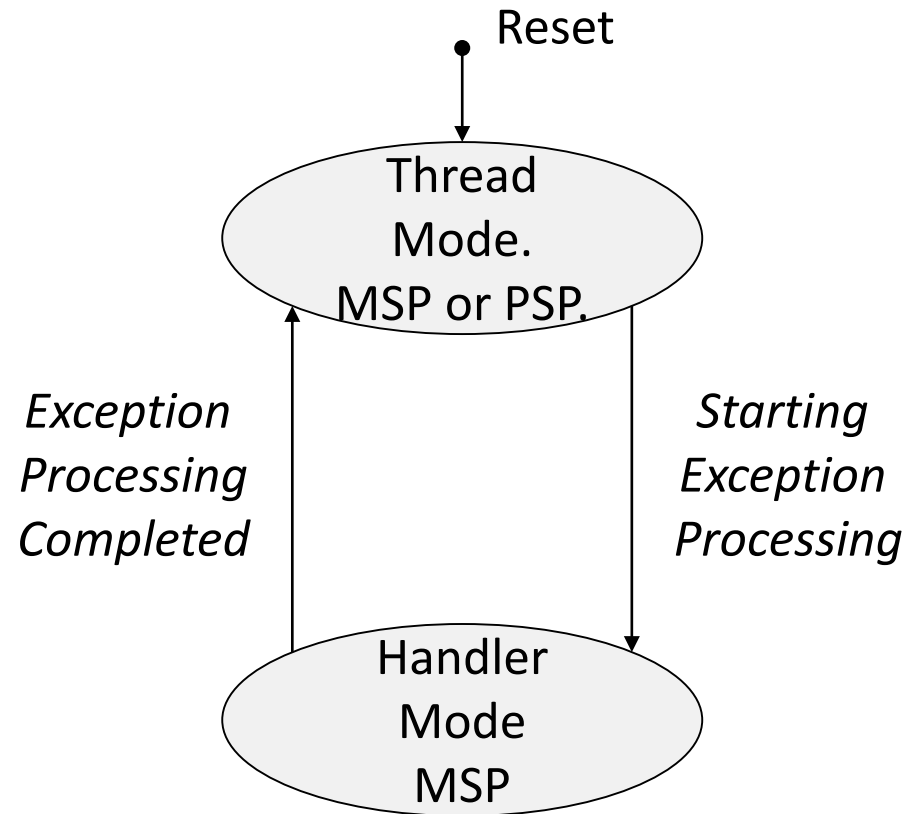 Reset
Thread
Mode.
MSP or PSP.
Exception
Processing
Completed
Starting
Exception
Processing
Handler
Mode
MSP